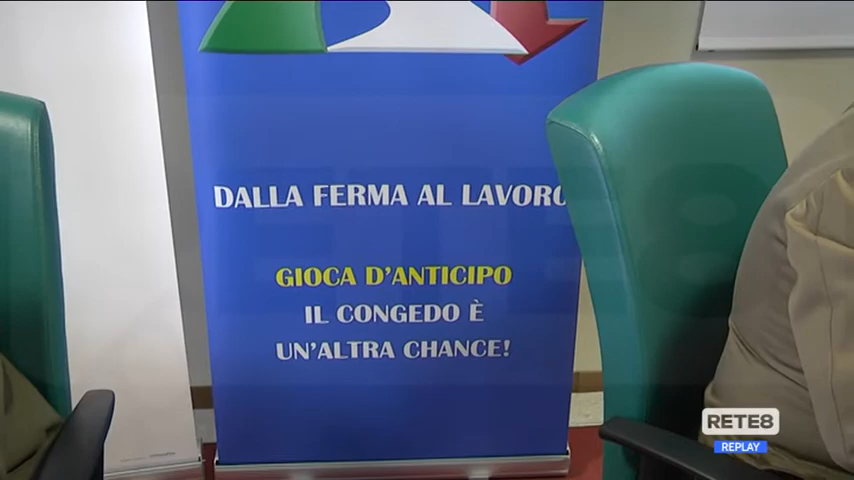 DALLA FERMA AL LAVORO
GIOCA D'ANTICIPO
IL CONGEDO È
UN'ALTRA CHANCE!
RETE8
REPLAY